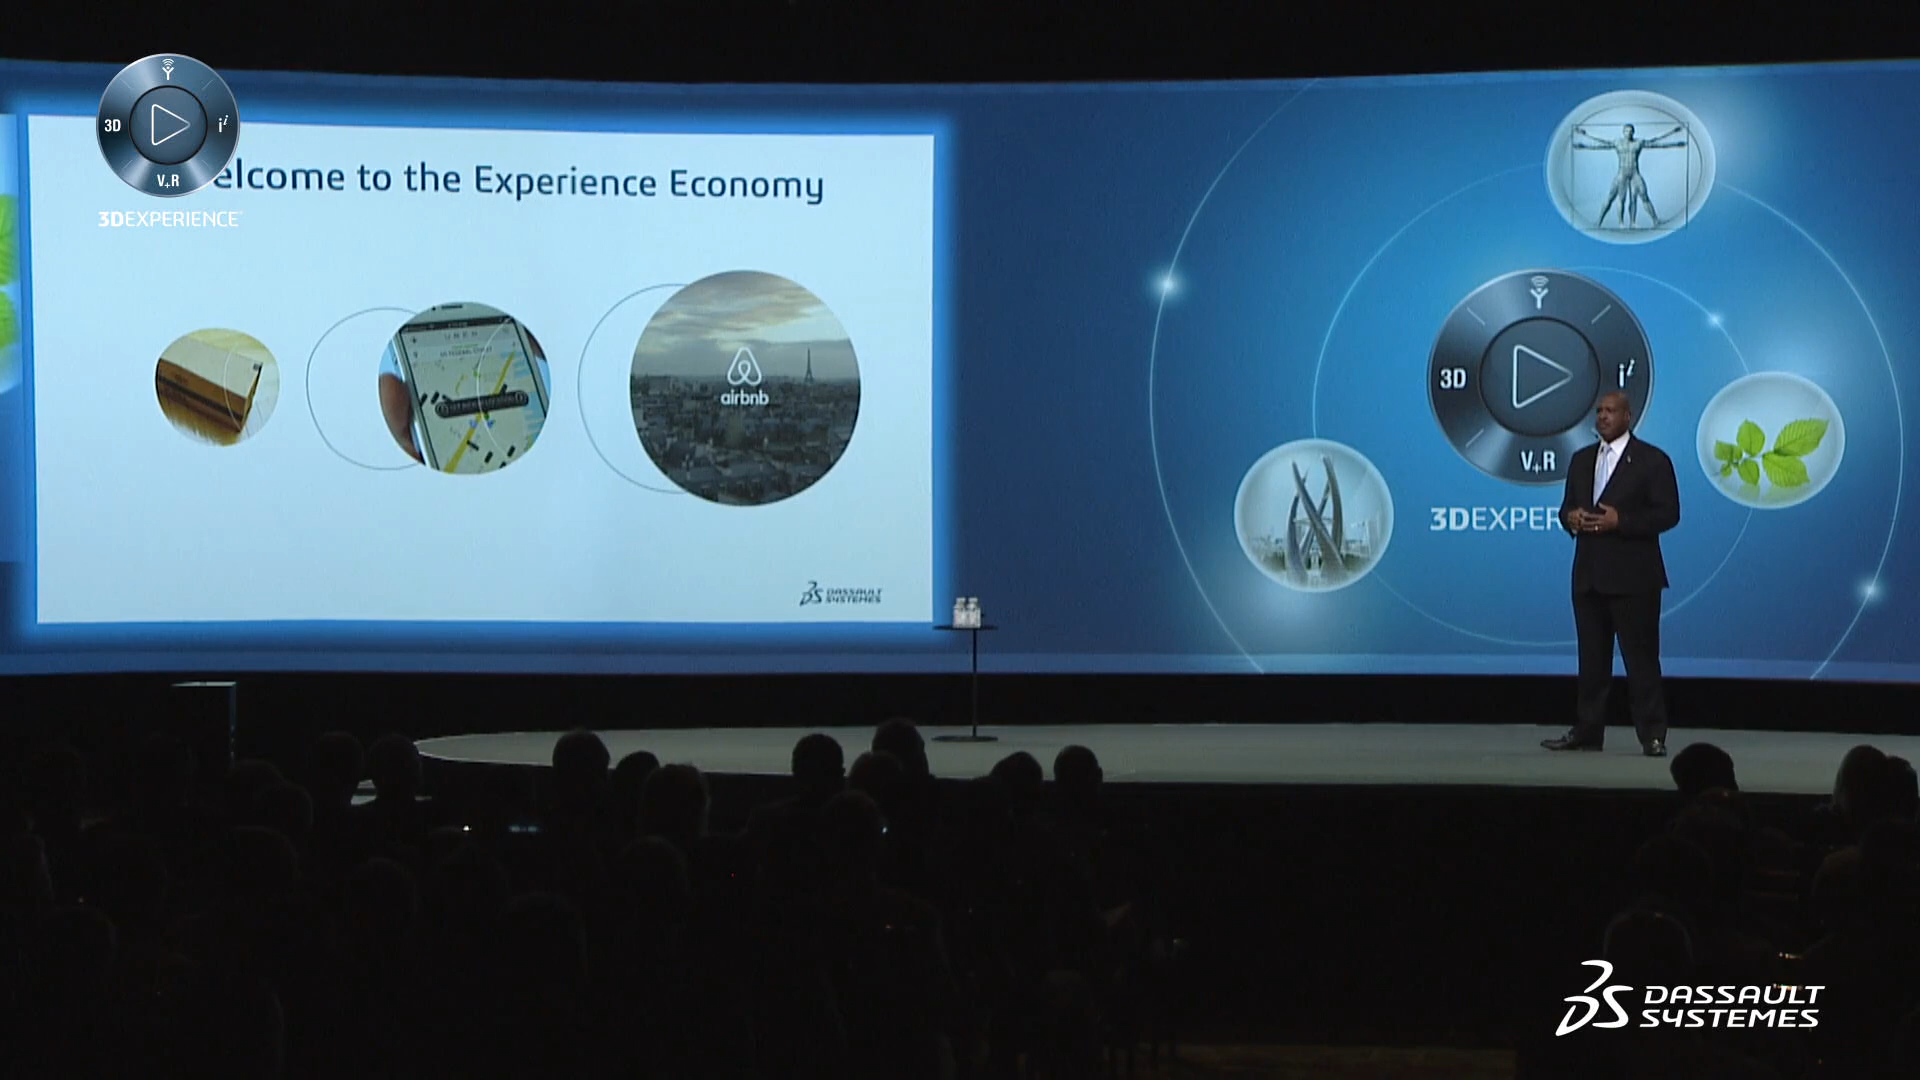 3D
i
V+R
3DEXPERIENCE
elcome to the Experience Economy
airbnb
DASSAULT
SYSTEMES
3D
i
V+R
3DEXPER
DASSAULT
SYSTEMES